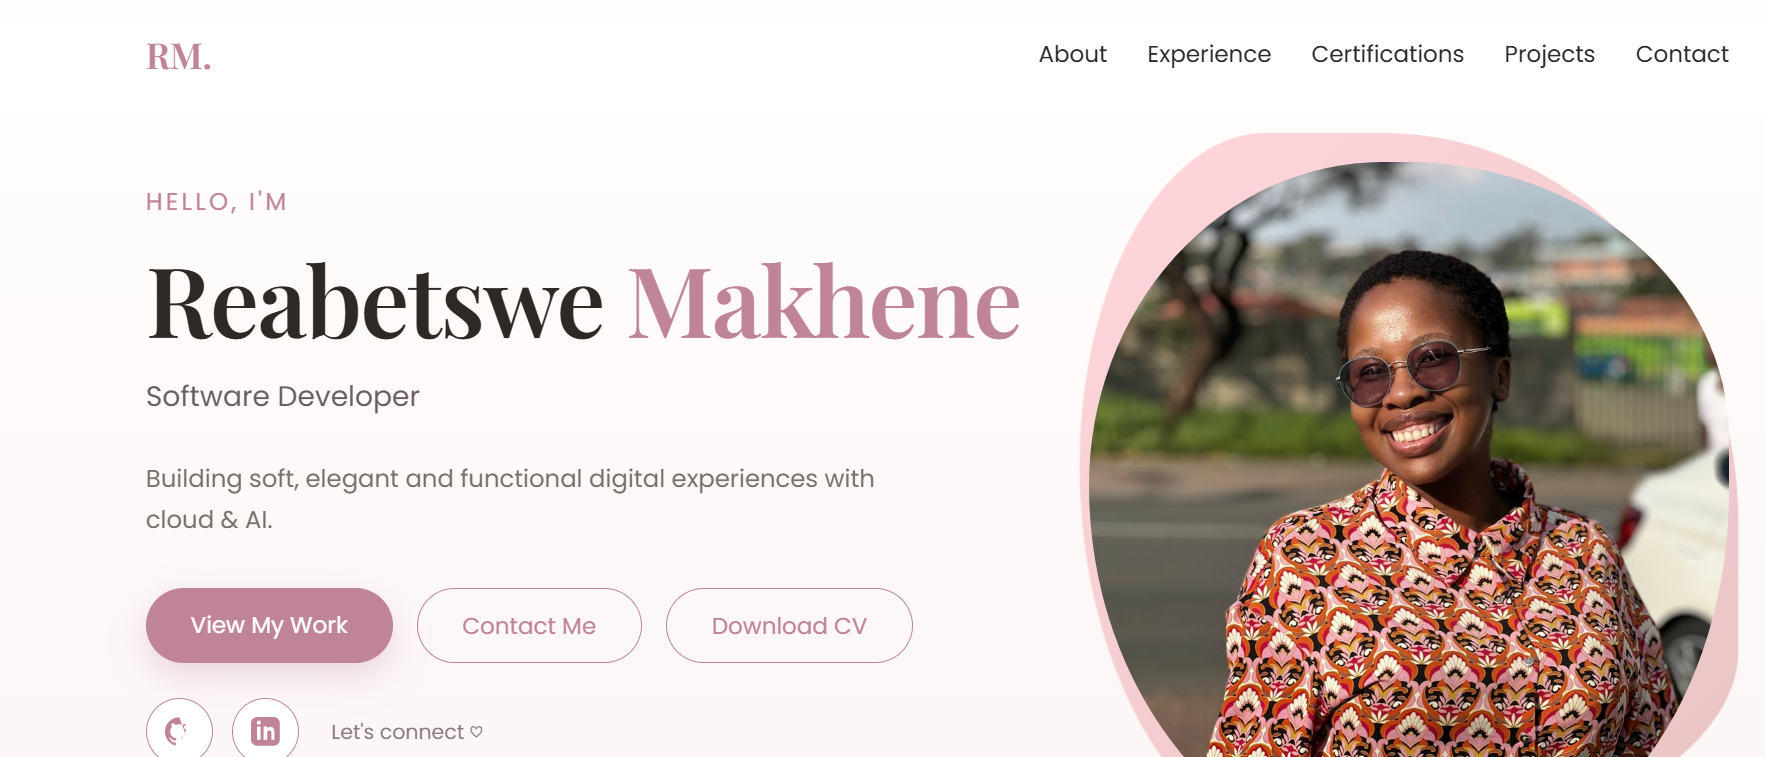 RM.
About Experience Certifications Projects Contact
HELLO, I'M
Reabetswe Makhene
Software Developer
Building soft, elegant and functional digital experiences with
cloud & AI.
View My Work Contact Me Download CV
in Let's connect ♡